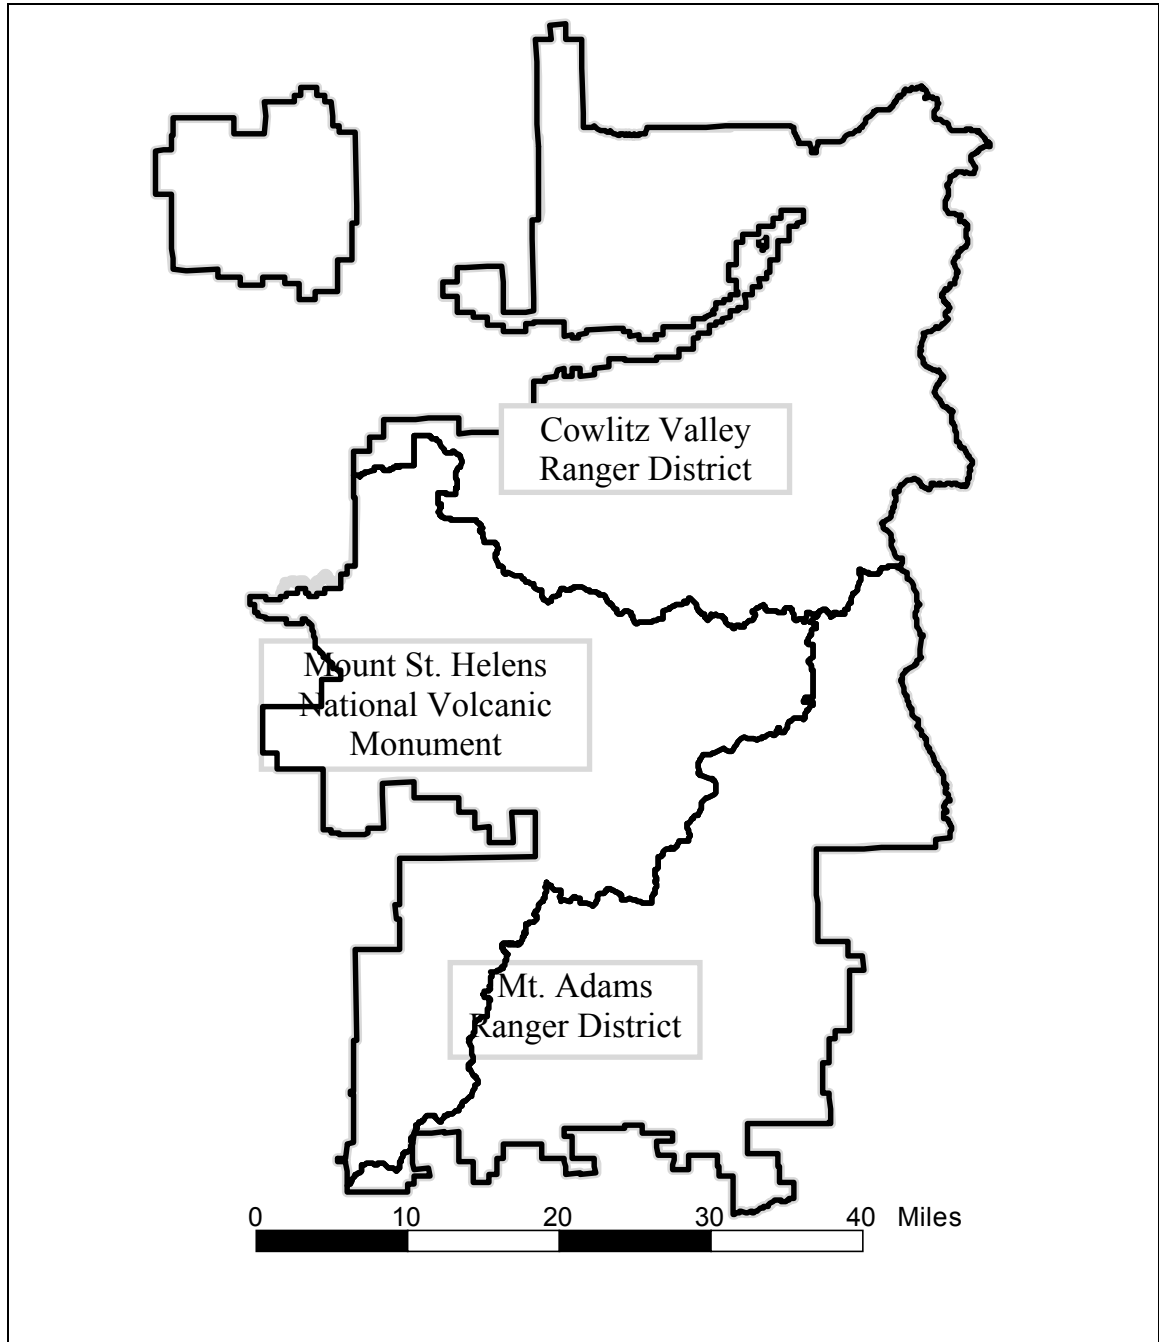 Cowlitz Valley
Ranger District
Mount St. Helens
National Volcanic
Monument
Mt. Adams
Ranger District
0 10 20 30 40 Miles